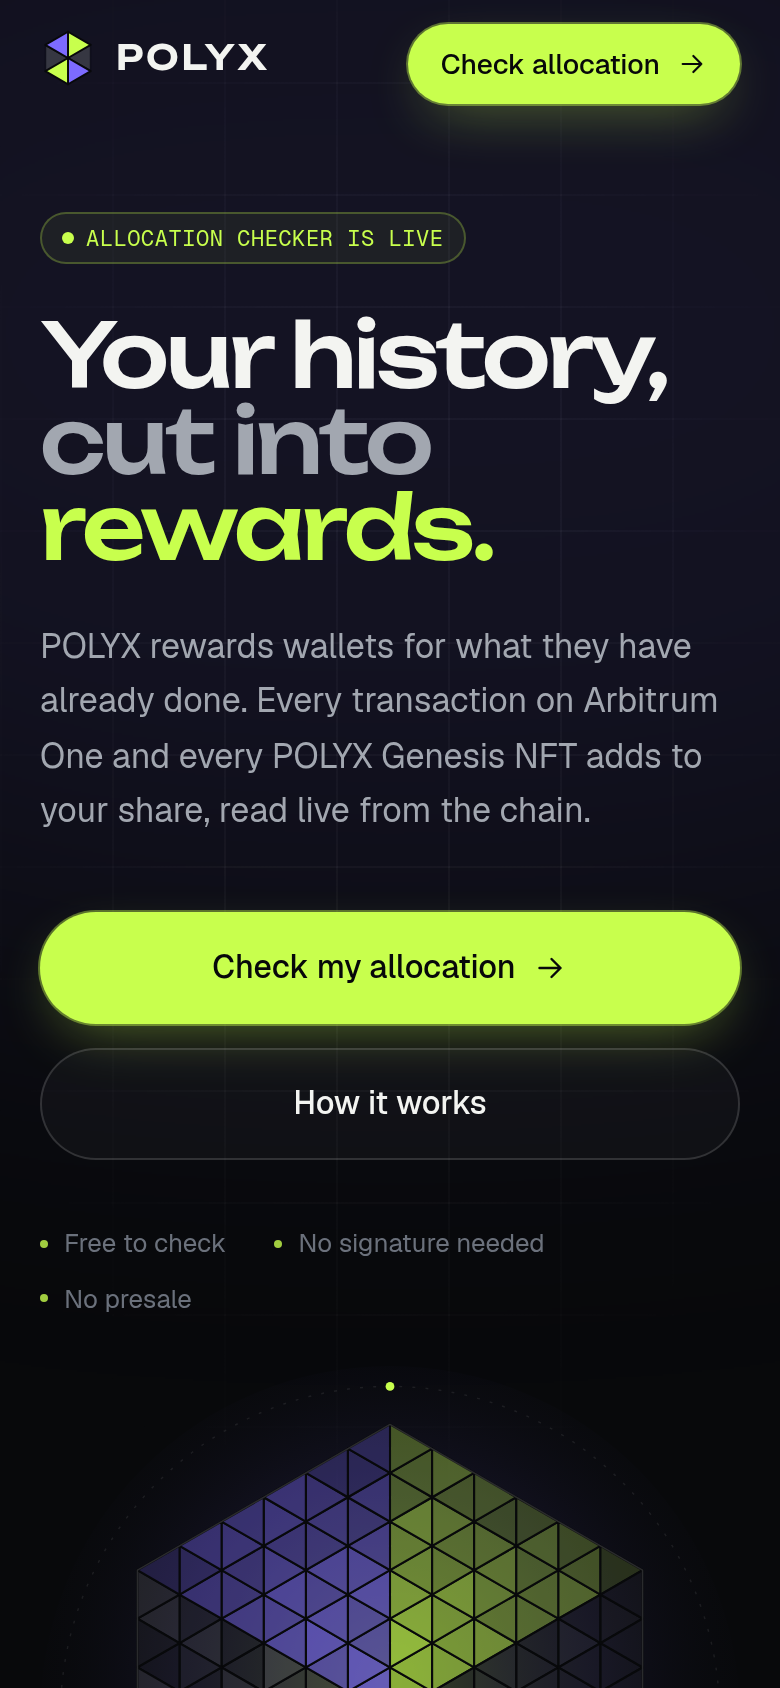 POLYX
Check allocation →
ALLOCATION CHECKER IS LIVE
Your history,
cut into
rewards.
POLYX rewards wallets for what they have
already done. Every transaction on Arbitrum
One and every POLYX Genesis NFT adds to
your share, read live from the chain.
Check my allocation →
How it works
Free to check
No signature needed
No presale